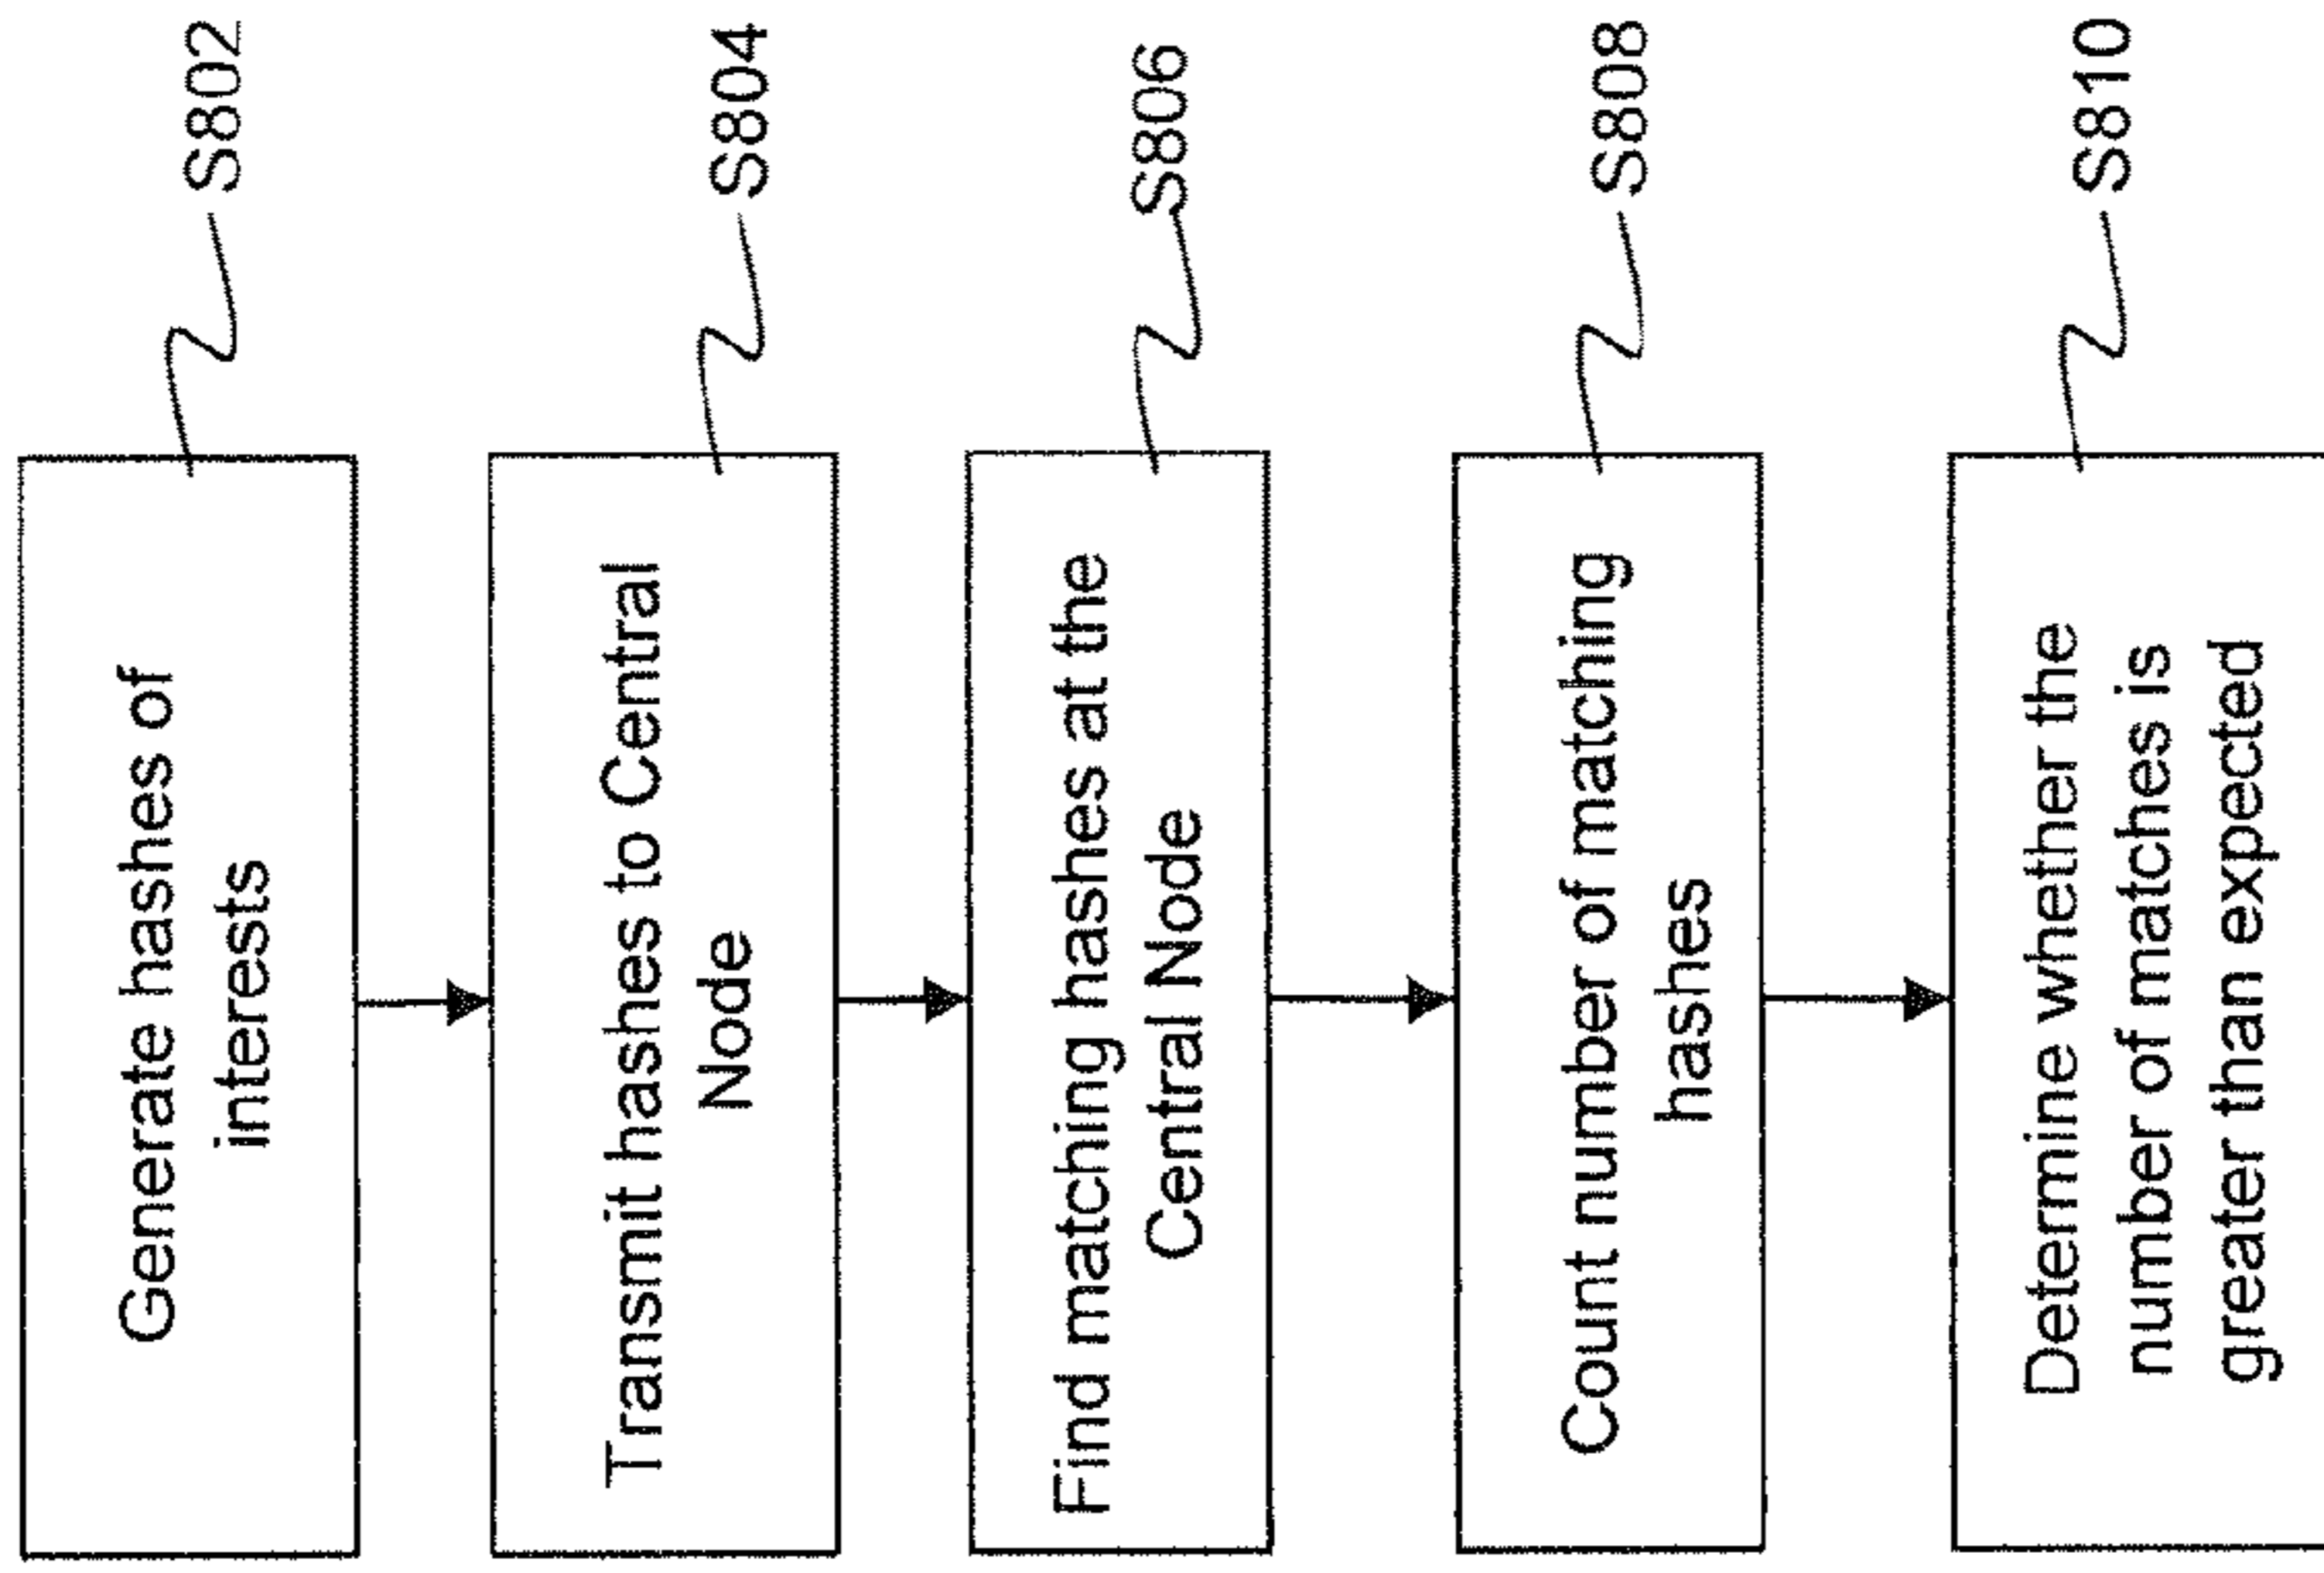 Generate hashes of
interests
S802
Transmit hashes to Central
Node
S804
Find matching hashes at the
Central Node
S806
Count number of matching
hashes
S808
Determine whether the
number of matches is
greater than expected
S810